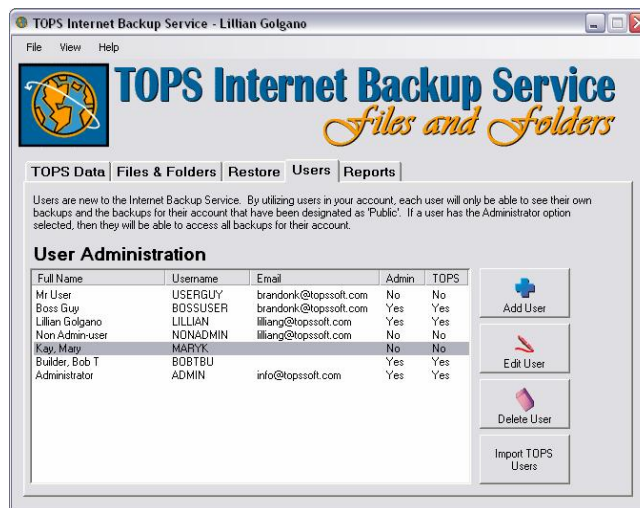 TOPS Internet Backup Service - Lillian Golgano
File View Help
TOPS Internet Backup Service
Files and Folders
TOPS Data Files & Folders Restore Users Reports
Users are new to the Internet Backup Service. By utilizing users in your account, each user will only be able to see their own
backups and the backups for their account that have been designated as 'Public'. If a user has the Administrator option
selected, then they will be able to access all backups for their account.
User Administration
Full Name Username Email Admin TOPS
Mr User USERGUY brandonk@topssoft.com No No
Boss Guy BOSSUSER brandonk@topssoft.com Yes Yes
Lillian Golgano LILLIAN lilliang@topssoft.com Yes Yes
Non Admin-user NONADMIN lilliang@topssoft.com No No
Kay, Mary MARYK No No
Builder, Bob T BOBTBU Yes Yes
Administrator ADMIN info@topssoft.com Yes Yes
Add User
Edit User
Delete User
Import TOPS
Users